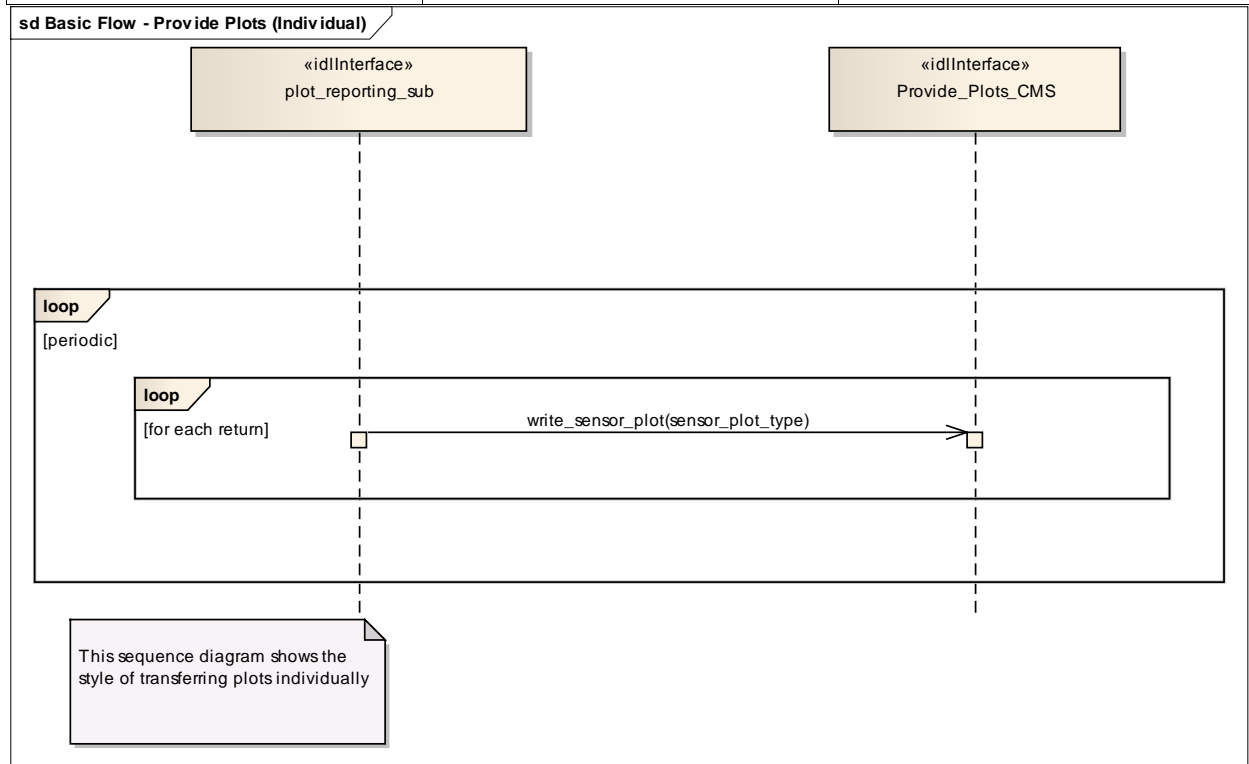 sd Basic Flow - Provide Plots (Individual)
«idlInterface»
plot_reporting_sub
«idlInterface»
Provide_Plots_CMS
loop
[periodic]
loop
[for each return]
write_sensor_plot(sensor_plot_type)
This sequence diagram shows the
style of transferring plots individually